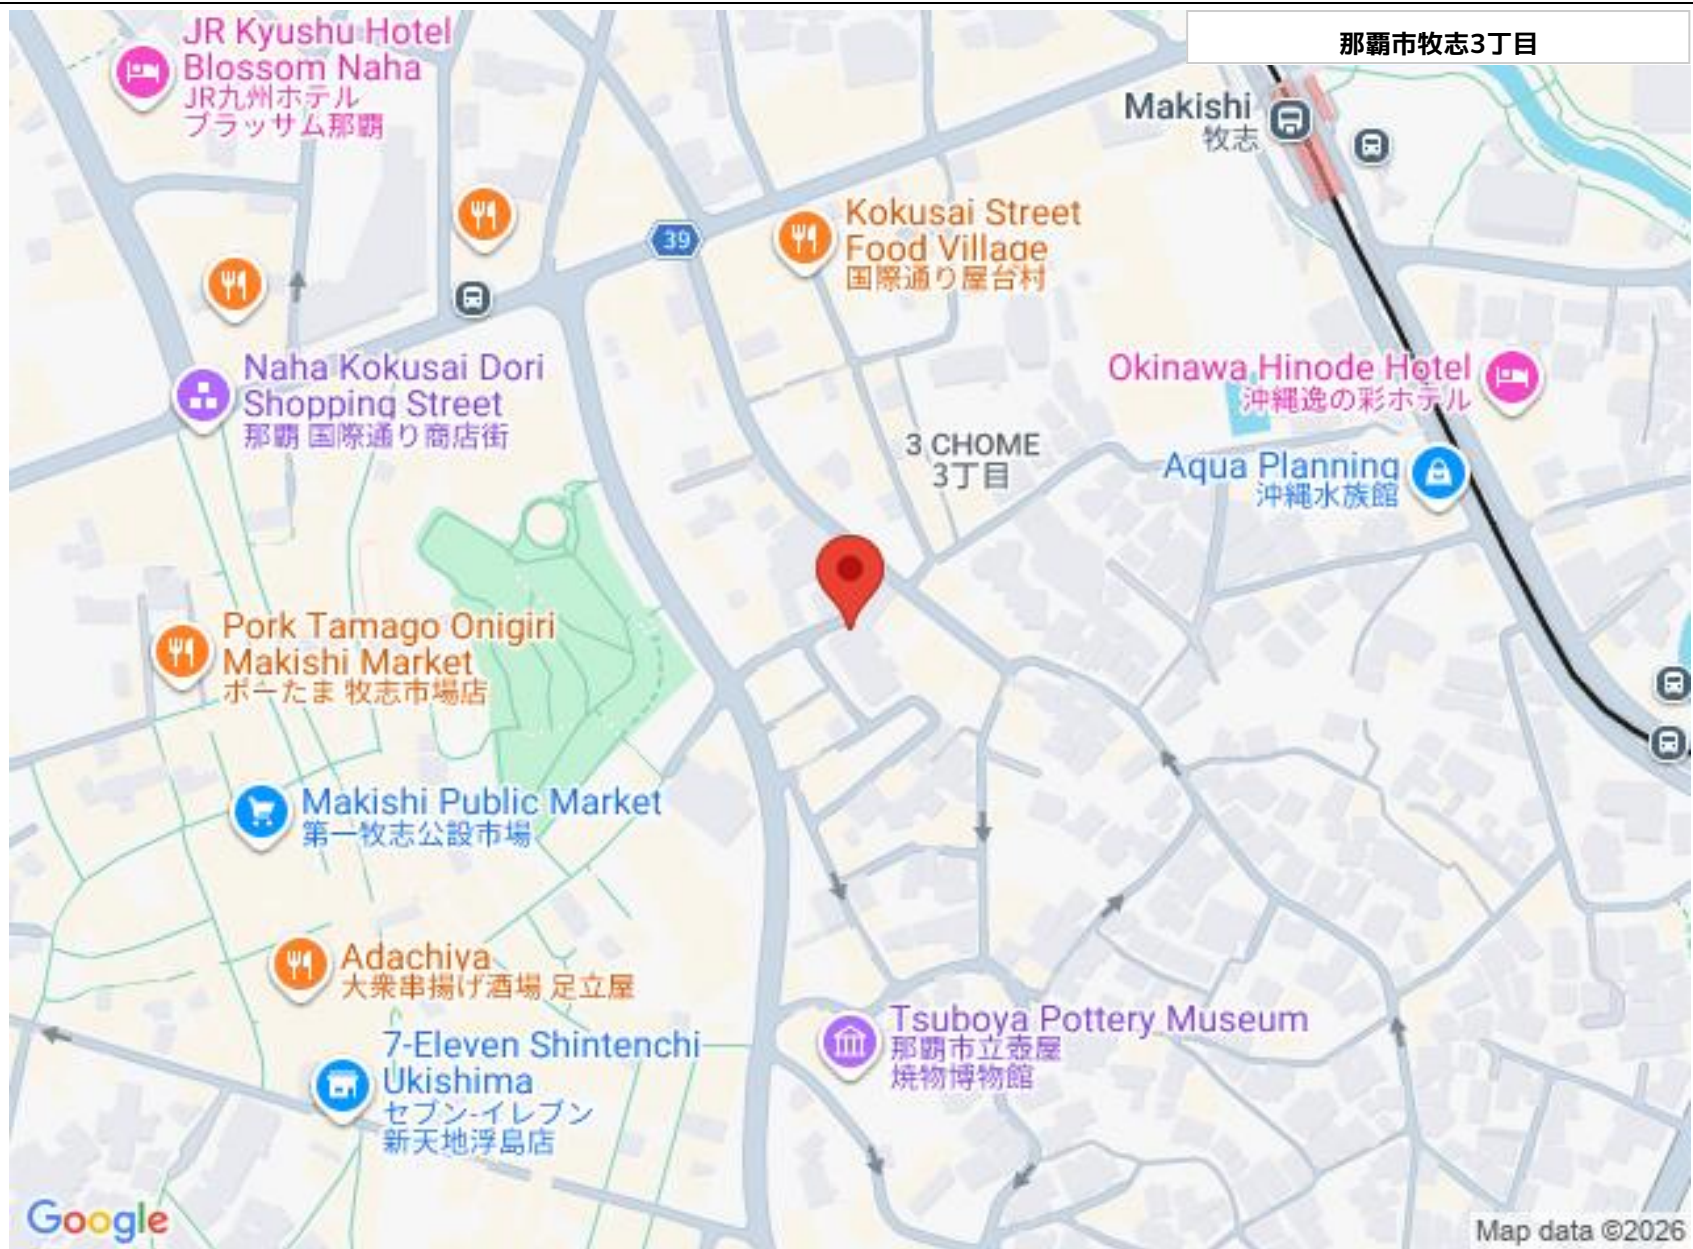 那覇市牧志3丁目
JR Kyushu Hotel
Blossom Naha
JR九州ホテル
ブラッサム那覇
Makishi
牧志
39
Kokusai Street
Food Village
国際通り屋台村
Naha Kokusai Dori
Shopping Street
那覇 国際通り商店街
Okinawa Hinode Hotel
沖縄逸の彩ホテル
3 CHOME
3丁目
Aqua Planning
沖縄水族館
Pork Tamago Onigiri
Makishi Market
ポーたま 牧志市場店
Makishi Public Market
第一牧志公設市場
Adachiya
大衆串揚げ酒場 足立屋
Tsuboya Pottery Museum
那覇市立壺屋
焼物博物館
7-Eleven Shintenchi
Ukishima
セブン-イレブン
新天地浮島店
Google
Map data ©2026